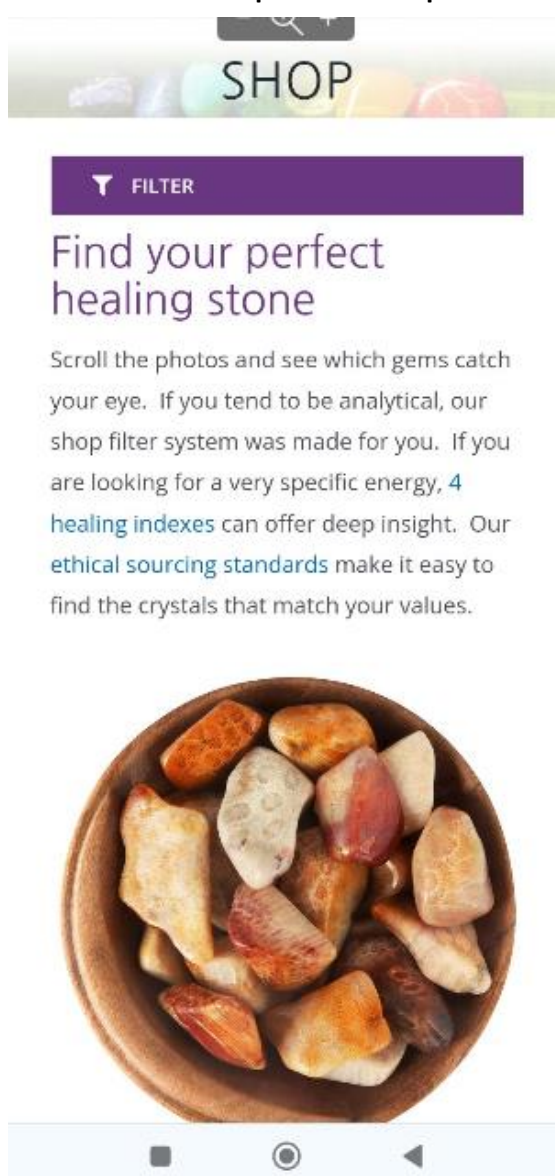 SHOP
FILTER
Find your perfect
healing stone
Scroll the photos and see which gems catch
your eye.  If you tend to be analytical, our
shop filter system was made for you.  If you
are looking for a very specific energy, 4
healing indexes can offer deep insight.  Our
ethical sourcing standards make it easy to
find the crystals that match your values.